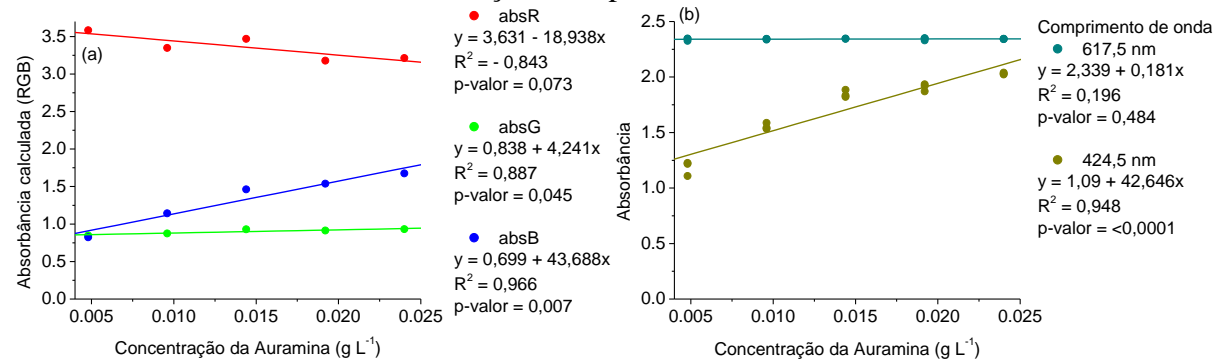 (a)
Absorbância calculada (RGB)
3.5
3.0
2.5
2.0
1.5
1.0
0.5
0.0
0.005 0.010 0.015 0.020 0.025
Concentração da Auramina (g L⁻¹)
absR
y = 3,631 - 18,938x
R² = - 0,843
p-valor = 0,073
absG
y = 0,838 + 4,241x
R² = 0,887
p-valor = 0,045
absB
y = 0,699 + 43,688x
R² = 0,966
p-valor = 0,007
(b)
Absorbância
2.5
2.0
1.5
1.0
0.5
0.0
0.005 0.010 0.015 0.020 0.025
Concentração da Auramina (g L⁻¹)
Comprimento de onda
617,5 nm
y = 2,339 + 0,181x
R² = 0,196
p-valor = 0,484
424,5 nm
y = 1,09 + 42,646x
R² = 0,948
p-valor = <0,0001